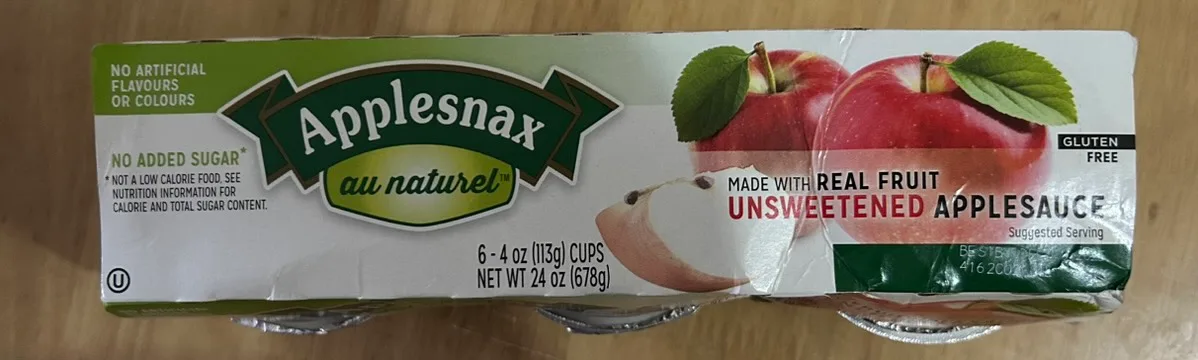 NO ARTIFICIAL
FLAVOURS
OR COLOURS
NO ADDED SUGAR*
*NOT A LOW CALORIE FOOD. SEE
NUTRITION INFORMATION FOR
CALORIE AND TOTAL SUGAR CONTENT.
U
Applesnax
au naturel™
6 - 4 oz (113g) CUPS
NET WT 24 oz (678g)
GLUTEN
FREE
MADE WITH REAL FRUIT
UNSWEETENED APPLESAUCE
Suggested Serving